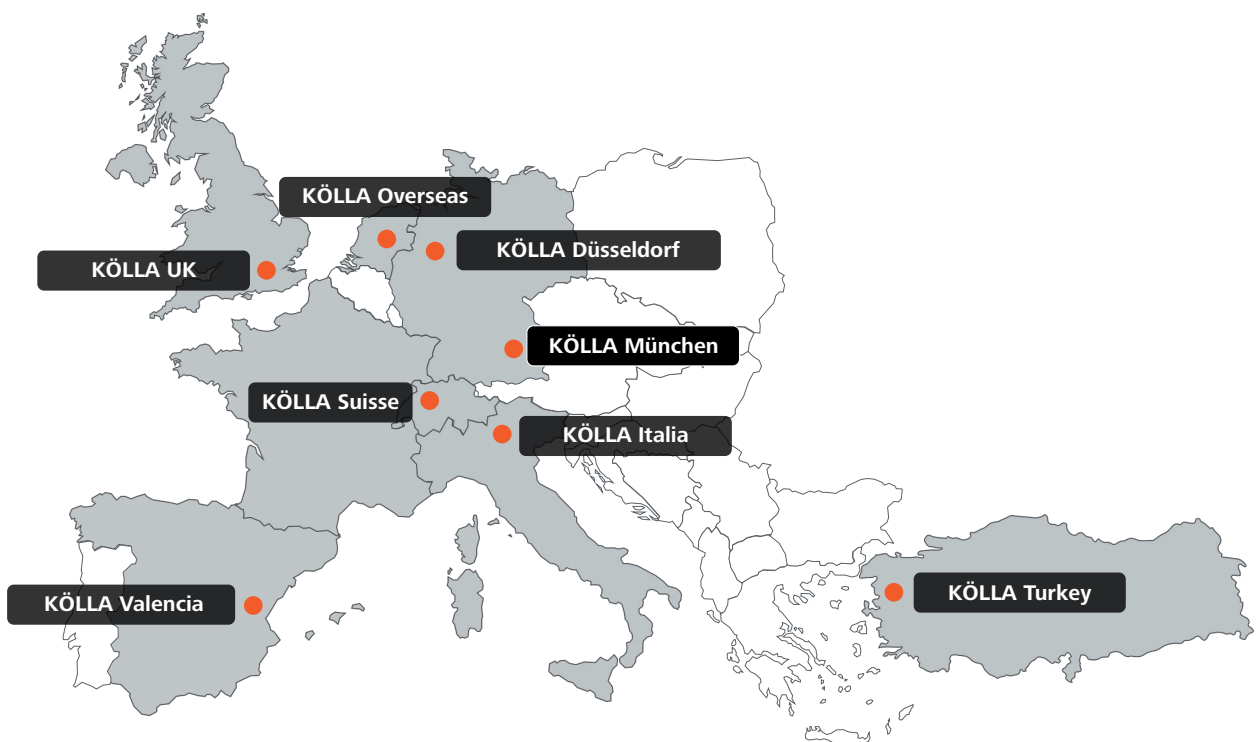 KÖLLA Overseas
KÖLLA Düsseldorf
KÖLLA UK
KÖLLA München
KÖLLA Suisse
KÖLLA Italia
KÖLLA Valencia
KÖLLA Turkey